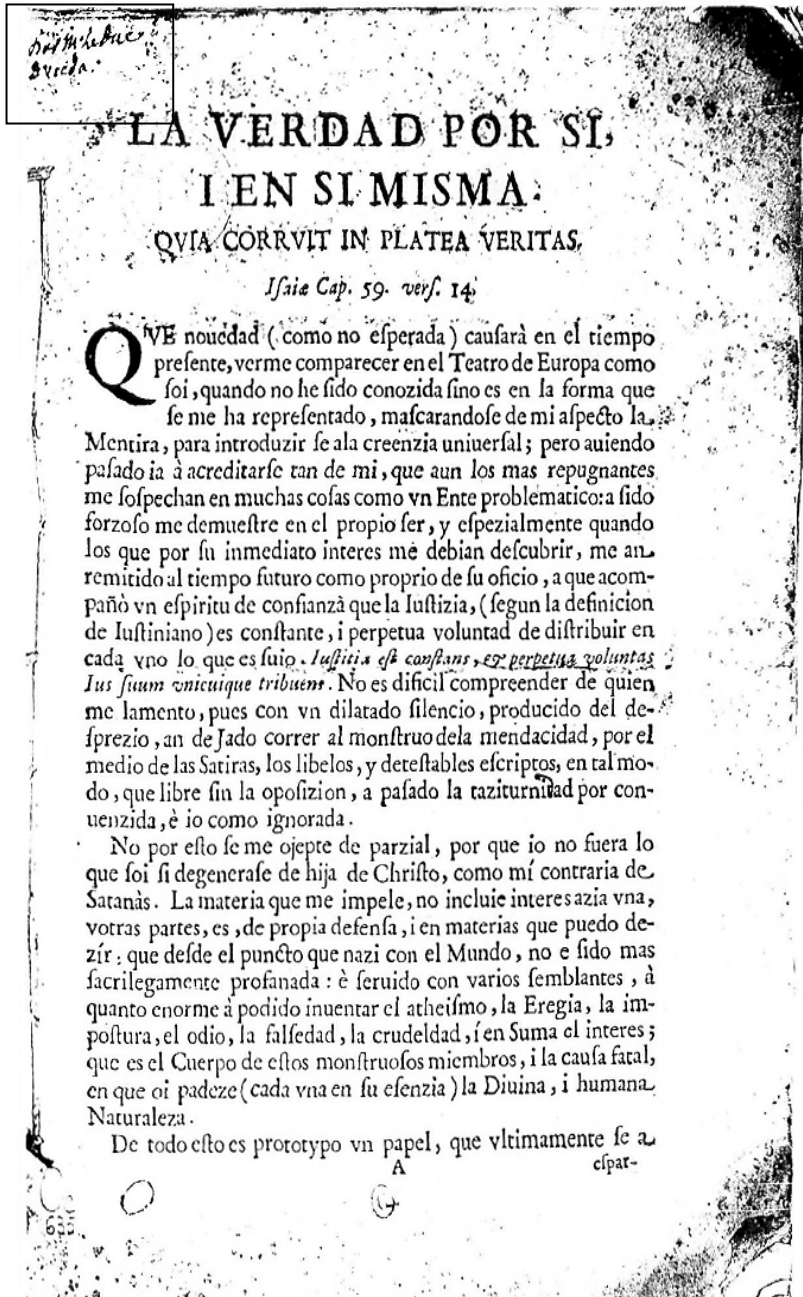 LA VERDAD POR SI,
I EN SI MISMA.
QVIA CORRVIT IN PLATEA VERITAS.
Iſaiæ Cap. 59. verſ. 14.
QVE nouedad (como no eſperada) cauſarà en el tiempo
preſente, verme comparecer en el Teatro de Europa como
ſoi, quando no he ſido conozida ſino es en la forma que
ſe me ha repreſentado, maſcarandoſe de mi aſpecto la
Mentira, para introduzir ſe ala creenzia uniuerſal; pero auiendo
paſado ia à acreditarſe tan de mi, que aun los mas repugnantes
me ſoſpechan en muchas coſas como vn Ente problematico: a ſido
forzoſo me demueſtre en el propio ſer, y eſpezialmente quando
los que por ſu inmediato interes me debian deſcubrir, me an
remitido al tiempo futuro como proprio de ſu oficio, a que acom-
pañò vn eſpiritu de confianzà que la Iuſtizia, (ſegun la definicion
de Iuſtiniano) es conſtante, i perpetua voluntad de diſtribuir en
cada vno lo que es ſuio. Iuſtitia eſt conſtans, & perpetua voluntas
Ius ſuum vnicuique tribuens. No es dificil compreender de quien
me lamento, pues con vn dilatado ſilencio, producido del de-
ſprezio, an deJado correr al monſtruo dela mendacidad, por el
medio de las Satiras, los libelos, y deteſtables eſcriptos, en tal mo-
do, que libre ſin la opoſizion, a paſado la taziturnidad por con-
uenzida, è io como ignorada.
No por eſto ſe me ojepte de parzial, por que io no fuera lo
que ſoi ſi degeneraſe de hija de Chriſto, como mí contraria de
Satanàs. La materia que me impele, no incluie interes azia vna,
votras partes, es, de propia defenſa, i en materias que puedo de-
zír: que deſde el puncto que nazi con el Mundo, no e ſido mas
ſacrilegamente profanada: è ſeruido con varios ſemblantes, à
quanto enorme à podido inuentar el atheiſmo, la Eregia, la im-
poſtura, el odio, la falſedad, la crudeldad, í en Suma el interes;
que es el Cuerpo de eſtos monſtruoſos miembros, i la cauſa fatal,
en que oi padeze (cada vna en ſu eſenzia) la Diuina, i humana
Naturaleza.
De todo eſto es prototypo vn papel, que vltimamente ſe a
A
eſpar-
635